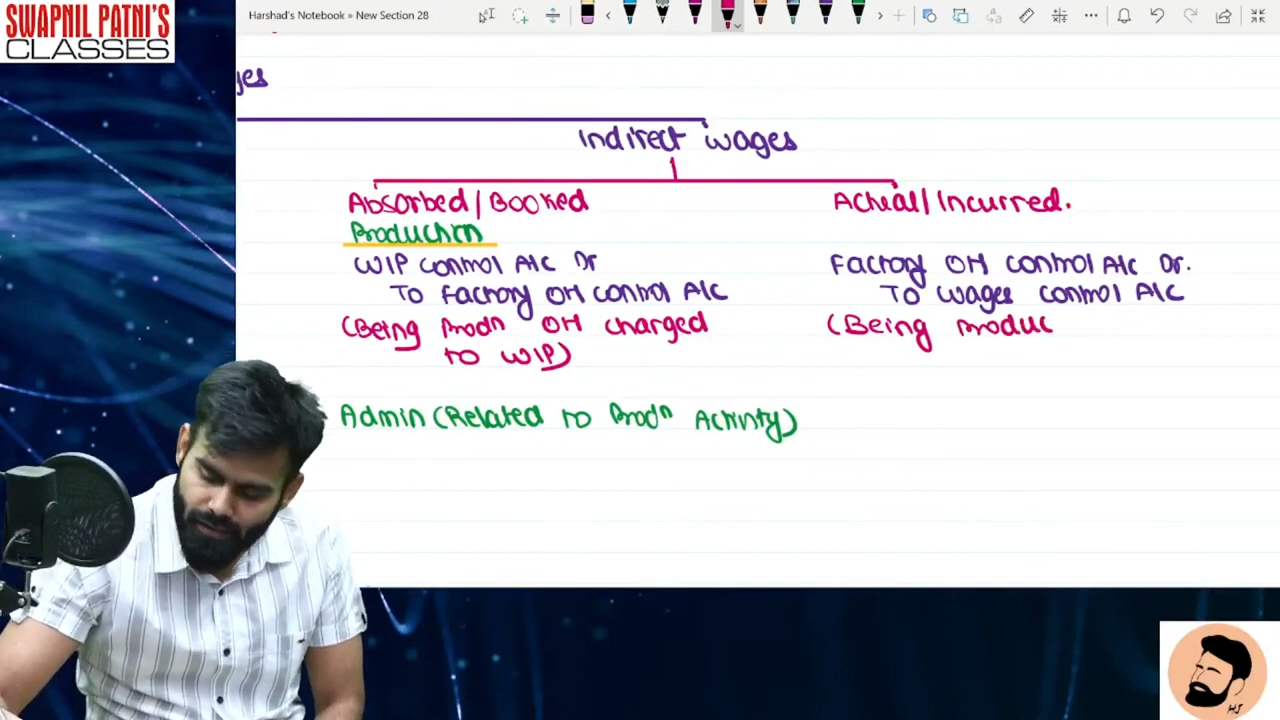 SWAPNIL PATNI'S
CLASSES
Harshad's Notebook » New Section 28
Indirect wages
Absorbed/Booked
Production
WIP control A/c Dr
To Factory OH control A/c
(Being Prodn OH charged
to WIP)
Admin (Related to Prodn Activity)
Actual/Incurred.
Factory OH control A/c Dr.
To wages control A/c
(Being Produc
HS